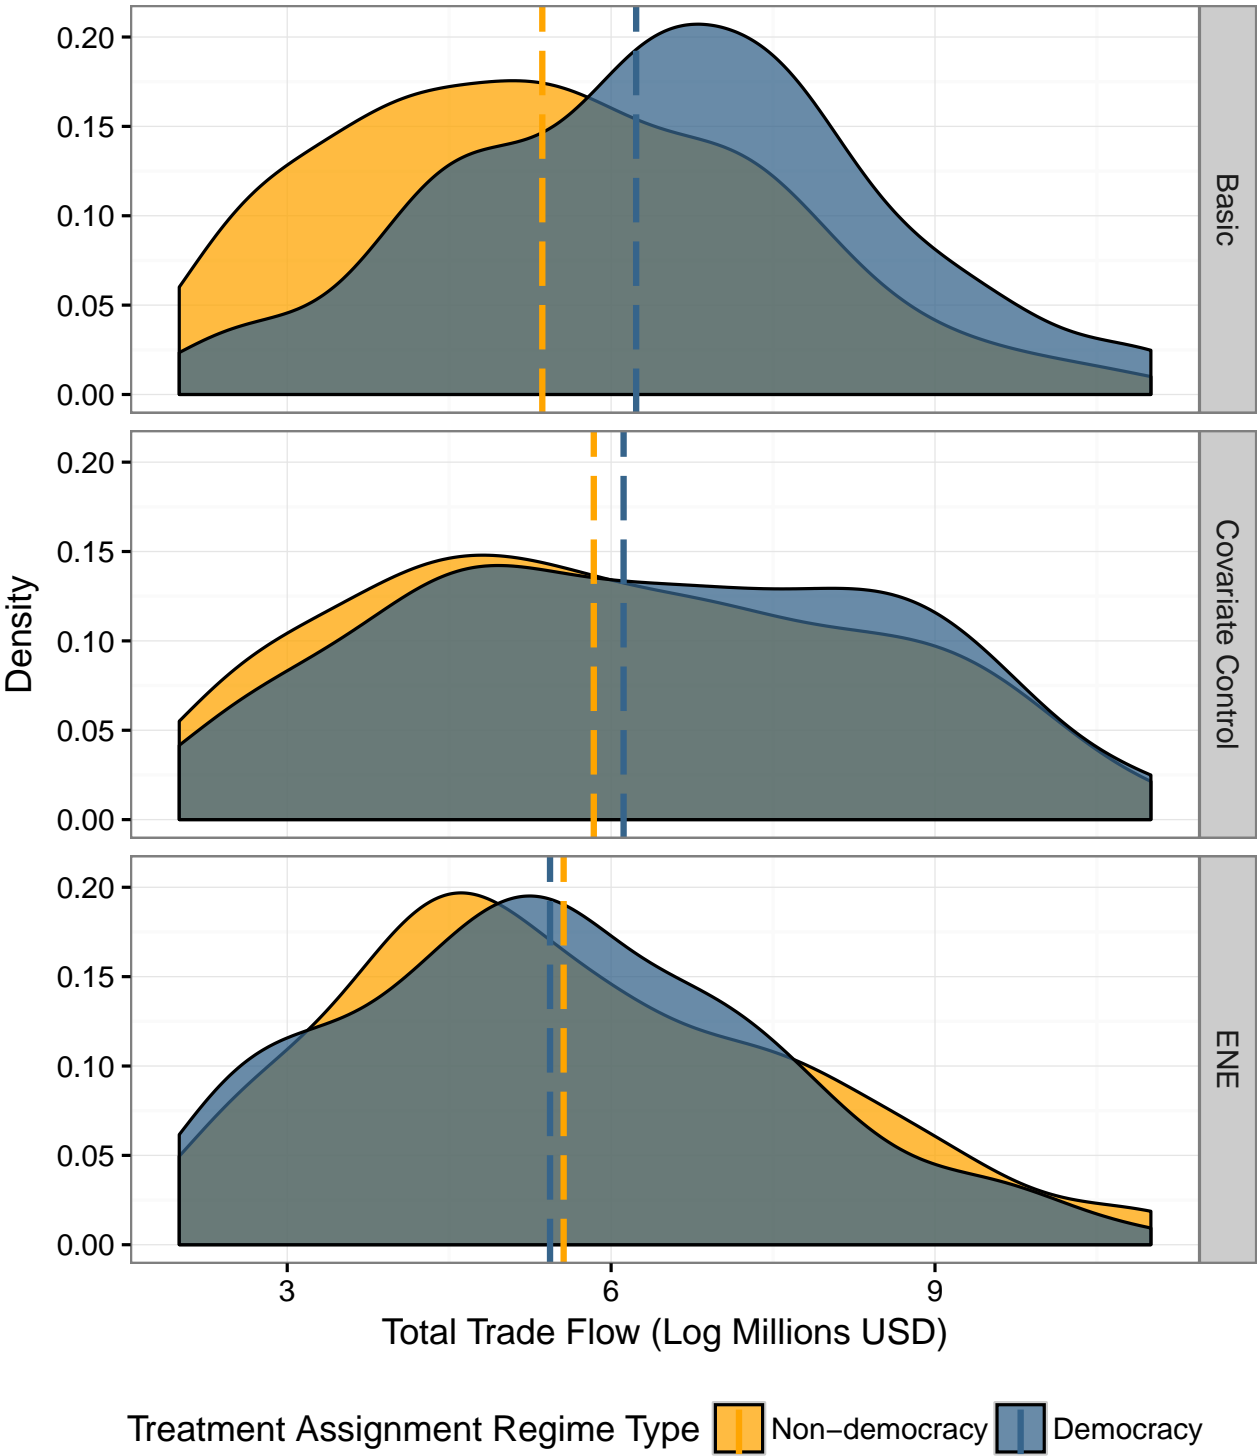 0.20
0.15
0.10
0.05
0.00
Basic
0.20
0.15
0.10
0.05
0.00
Covariate Control
Density
0.20
0.15
0.10
0.05
0.00
ENE
3 6 9
Total Trade Flow (Log Millions USD)
Treatment Assignment Regime Type Non−democracy Democracy